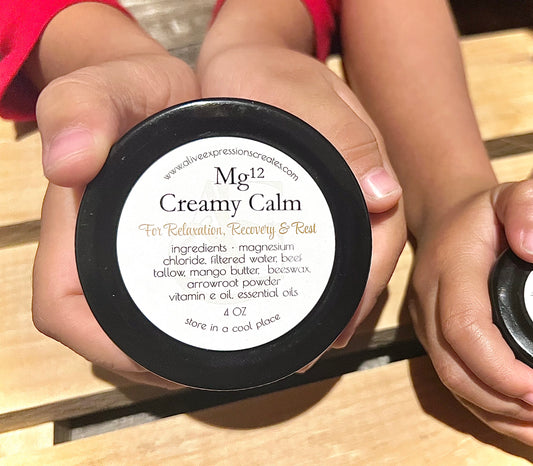 www.aliveexpressionscreates.com
Mg¹²
Creamy Calm
For Relaxation, Recovery & Rest
ingredients - magnesium
chloride, filtered water, beef
tallow, mango butter, beeswax,
arrowroot powder
vitamin e oil, essential oils
4 OZ
store in a cool place